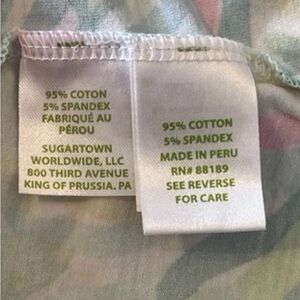 95% COTON
5% SPANDEX
FABRIQUÉ AU
PÉROU
SUGARTOWN
WORLDWIDE, LLC
800 THIRD AVENUE
KING OF PRUSSIA. PA
95% COTTON
5% SPANDEX
MADE IN PERU
RN# 88189
SEE REVERSE
FOR CARE